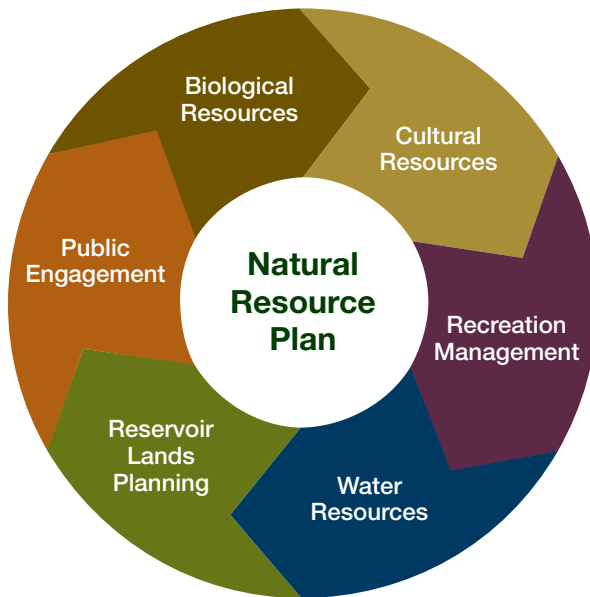 Biological
Resources
Cultural
Resources
Recreation
Management
Water
Resources
Reservoir
Lands
Planning
Public
Engagement
Natural
Resource
Plan